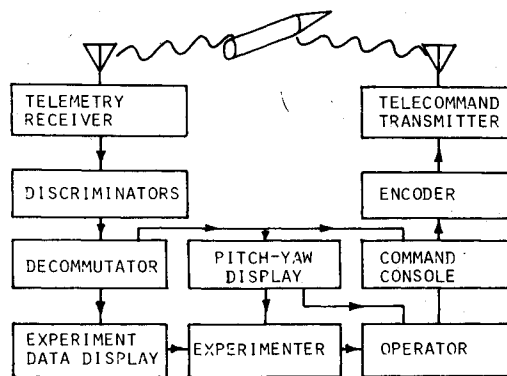 TELEMETRY
RECEIVER
TELECOMMAND
TRANSMITTER
DISCRIMINATORS
ENCODER
DECOMMUTATOR
PITCH-YAW
DISPLAY
COMMAND
CONSOLE
EXPERIMENT
DATA DISPLAY
EXPERIMENTER
OPERATOR